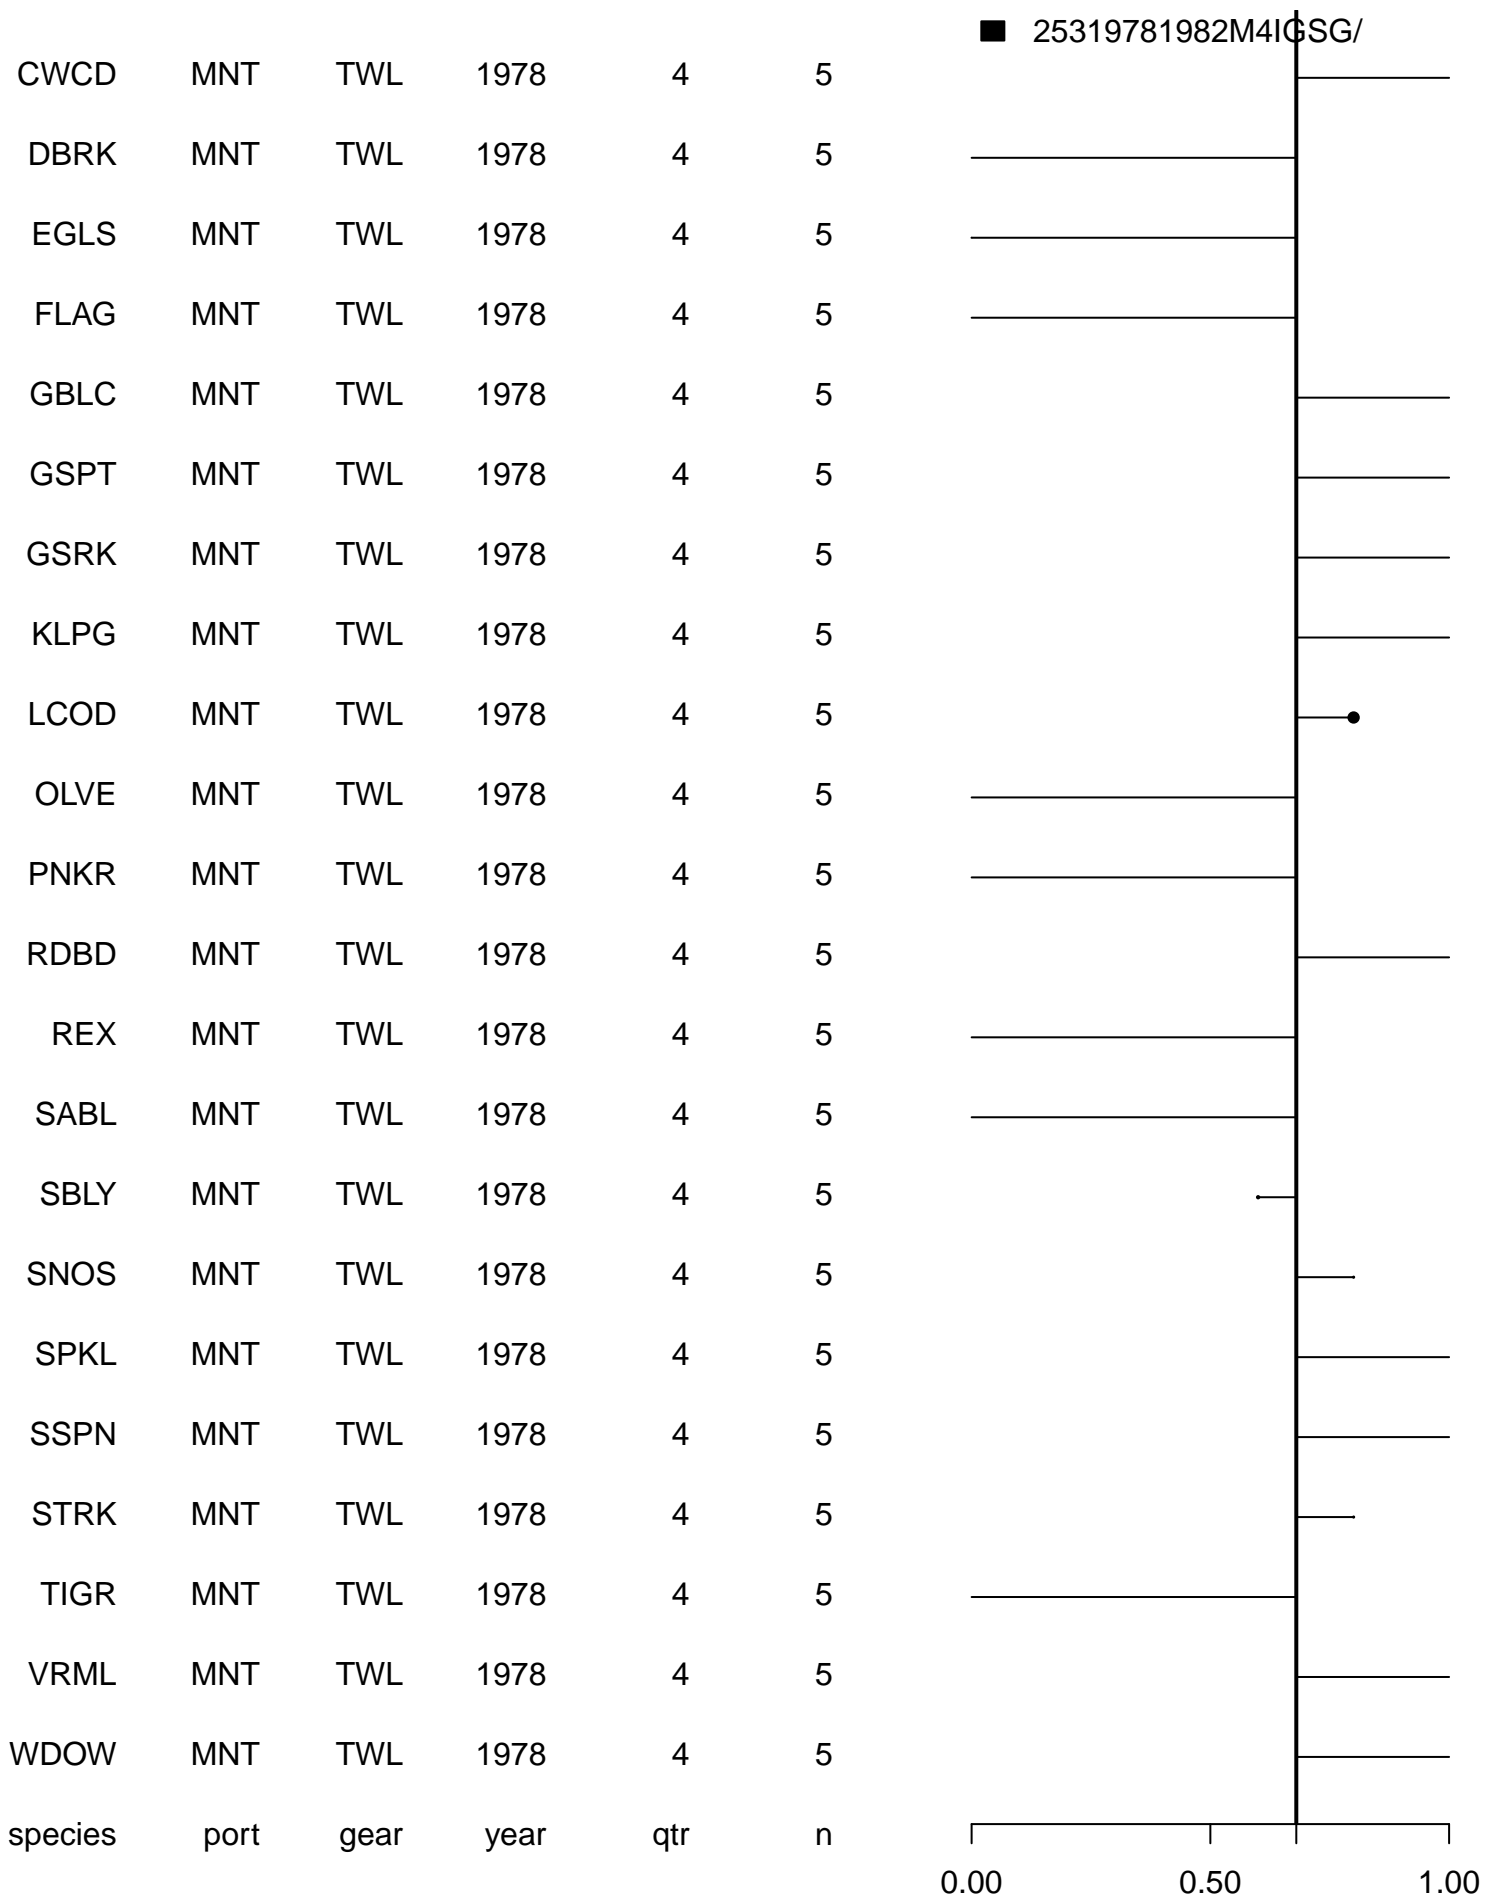 25319781982M4IGSG/
CWCD MNT TWL 1978 4 5
DBRK MNT TWL 1978 4 5
EGLS MNT TWL 1978 4 5
FLAG MNT TWL 1978 4 5
GBLC MNT TWL 1978 4 5
GSPT MNT TWL 1978 4 5
GSRK MNT TWL 1978 4 5
KLPG MNT TWL 1978 4 5
LCOD MNT TWL 1978 4 5
OLVE MNT TWL 1978 4 5
PNKR MNT TWL 1978 4 5
RDBD MNT TWL 1978 4 5
REX MNT TWL 1978 4 5
SABL MNT TWL 1978 4 5
SBLY MNT TWL 1978 4 5
SNOS MNT TWL 1978 4 5
SPKL MNT TWL 1978 4 5
SSPN MNT TWL 1978 4 5
STRK MNT TWL 1978 4 5
TIGR MNT TWL 1978 4 5
VRML MNT TWL 1978 4 5
WDOW MNT TWL 1978 4 5
species port gear year qtr n
0.00 0.50 1.00